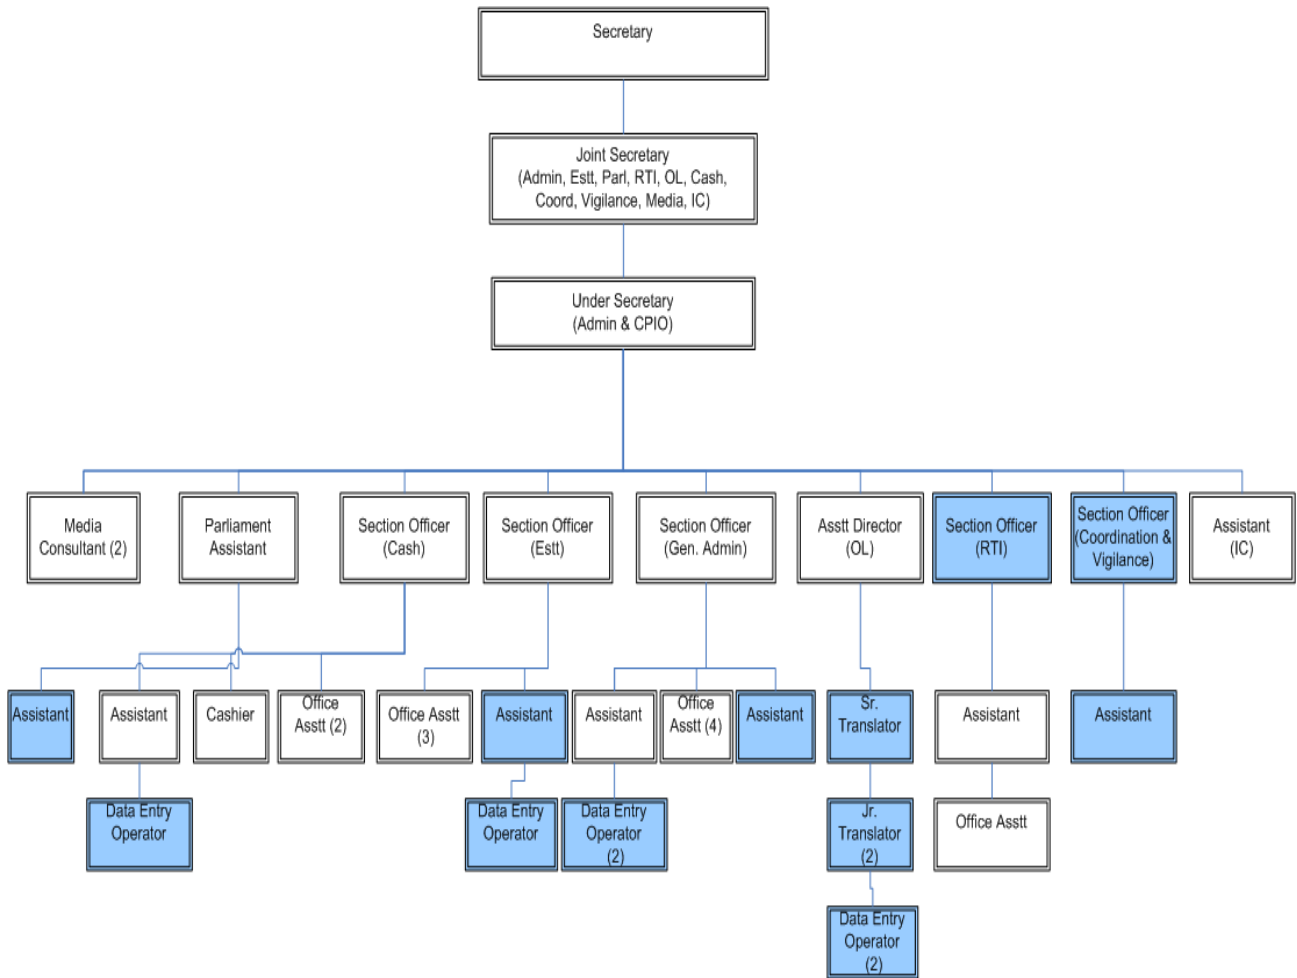 Secretary
Joint Secretary
(Admin, Estt, Parl, RTI, OL, Cash,
Coord, Vigilance, Media, IC)
Under Secretary
(Admin & CPIO)
Media
Consultant (2)
Parliament
Assistant
Section Officer
(Cash)
Section Officer
(Estt)
Section Officer
(Gen. Admin)
Asstt Director
(OL)
Section Officer
(RTI)
Section Officer
(Coordination &
Vigilance)
Assistant
(IC)
Assistant
Assistant
Cashier
Office
Asstt (2)
Office Asstt
(3)
Assistant
Assistant
Office
Asstt (4)
Assistant
Sr.
Translator
Assistant
Assistant
Data Entry
Operator
Data Entry
Operator
Data Entry
Operator
(2)
Jr.
Translator
(2)
Office Asstt
Data Entry
Operator
(2)